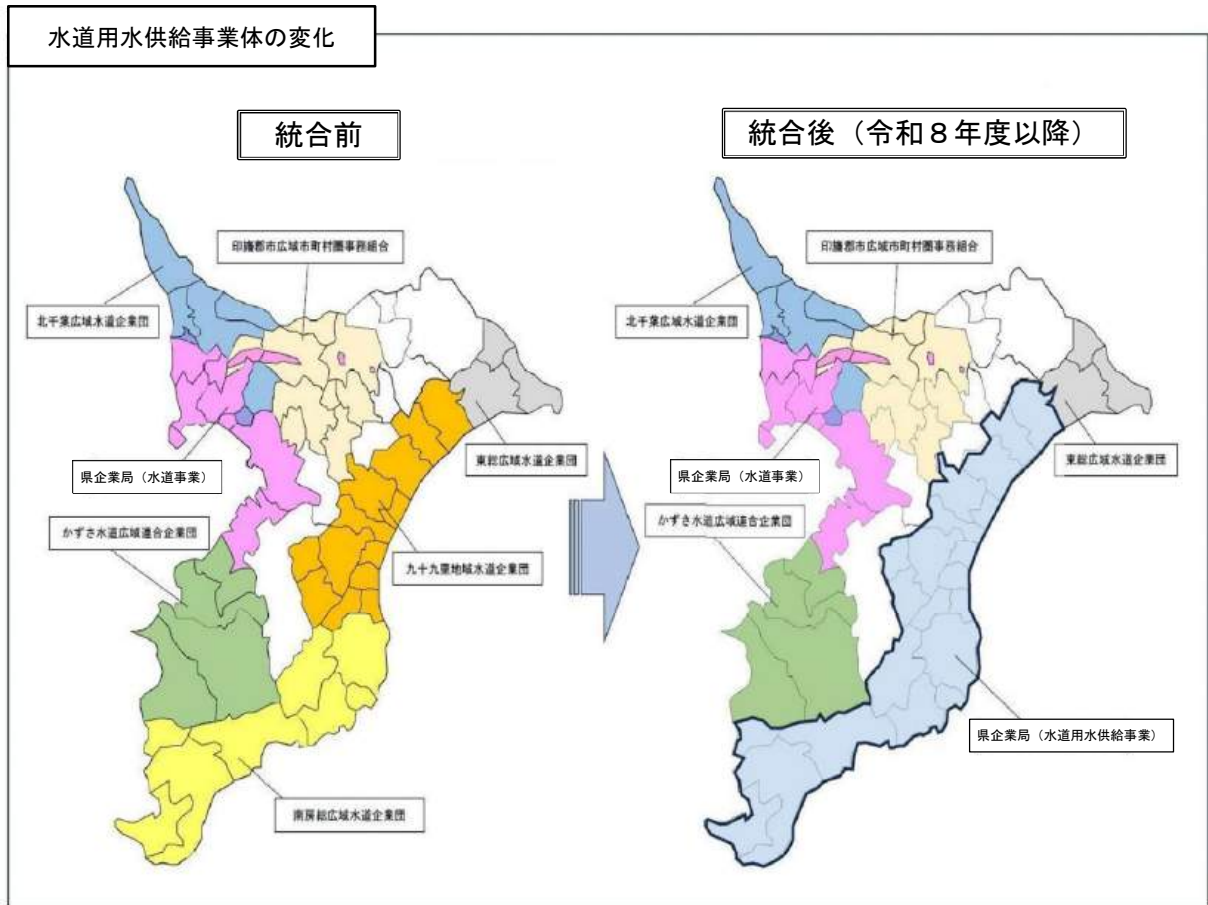 水道用水供給事業体の変化
統合前
印旛郡市広域市町村圏事務組合
北千葉広域水道企業団
県企業局（水道事業）
東総広域水道企業団
かずさ水道広域連合企業団
九十九里地域水道企業団
南房総広域水道企業団
統合後（令和８年度以降）
印旛郡市広域市町村圏事務組合
北千葉広域水道企業団
県企業局（水道事業）
東総広域水道企業団
かずさ水道広域連合企業団
県企業局（水道用水供給事業）